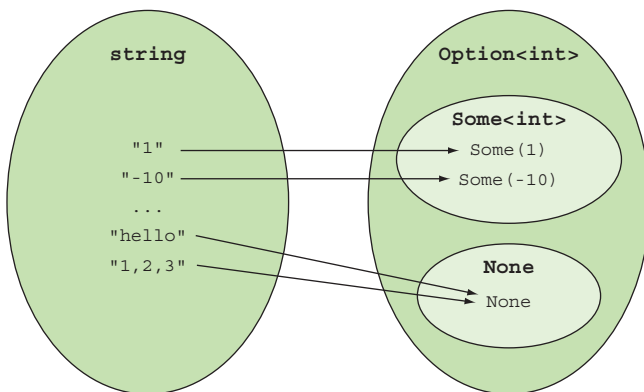 string
"1"
"-10"
...
"hello"
"1,2,3"
Option<int>
Some<int>
Some(1)
Some(-10)
None
None